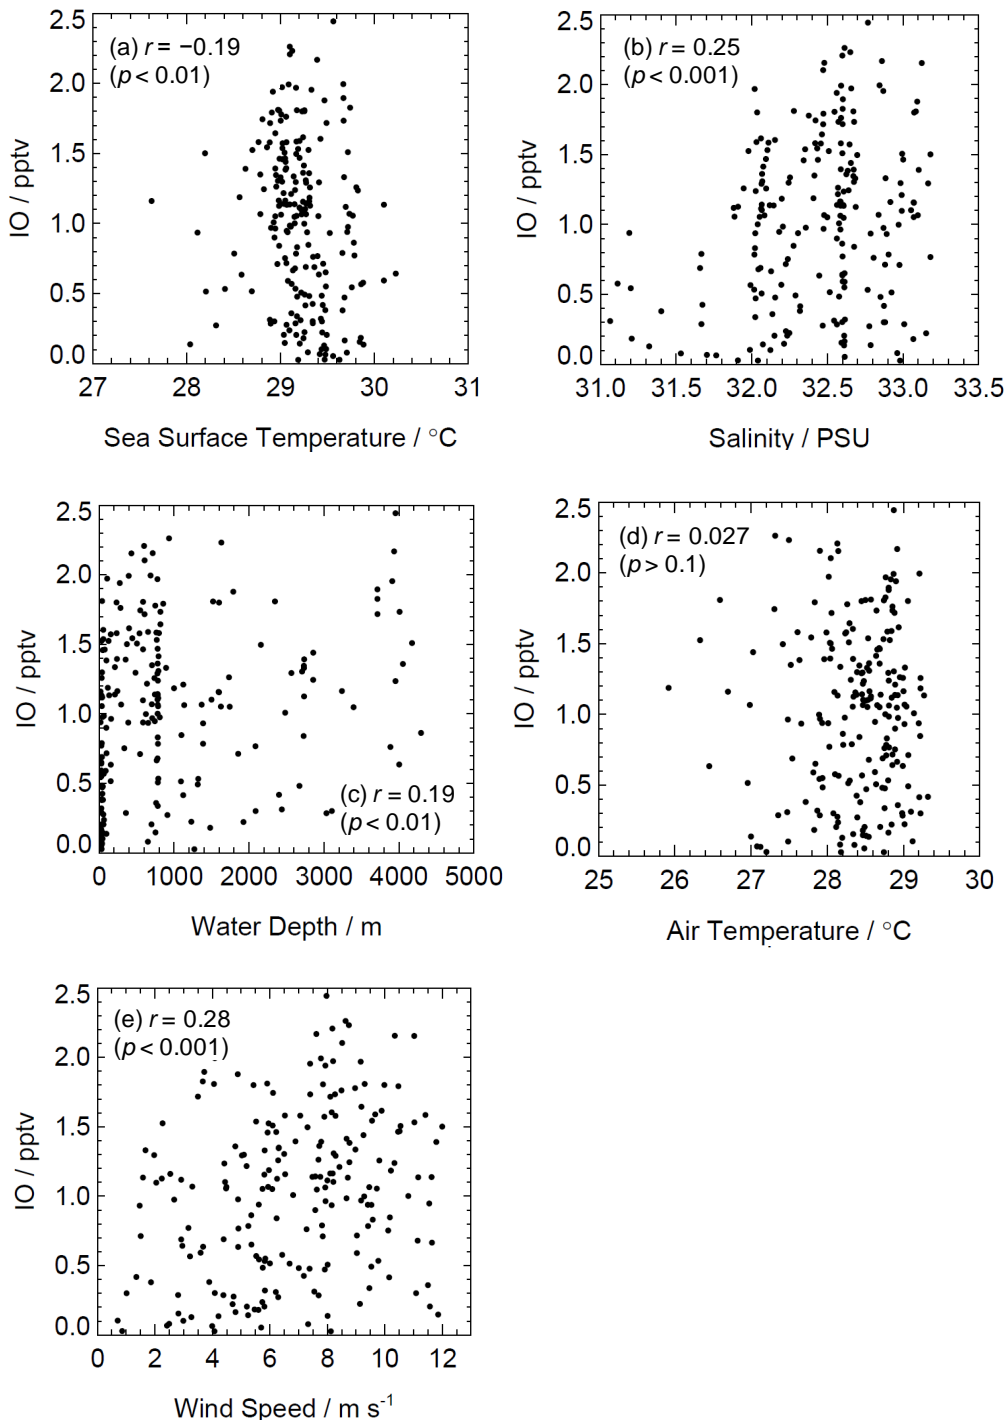 (a) r = −0.19
(p < 0.01)
2.5
2.0
1.5
1.0
0.5
0.0
IO / pptv
27 28 29 30 31
Sea Surface Temperature / °C
(b) r = 0.25
(p < 0.001)
2.5
2.0
1.5
1.0
0.5
0.0
IO / pptv
31.0 31.5 32.0 32.5 33.0 33.5
Salinity / PSU
(c) r = 0.19
(p < 0.01)
2.5
2.0
1.5
1.0
0.5
0.0
IO / pptv
0 1000 2000 3000 4000 5000
Water Depth / m
(d) r = 0.027
(p > 0.1)
2.5
2.0
1.5
1.0
0.5
0.0
IO / pptv
25 26 27 28 29 30
Air Temperature / °C
(e) r = 0.28
(p < 0.001)
2.5
2.0
1.5
1.0
0.5
0.0
IO / pptv
0 2 4 6 8 10 12
Wind Speed / m s⁻¹